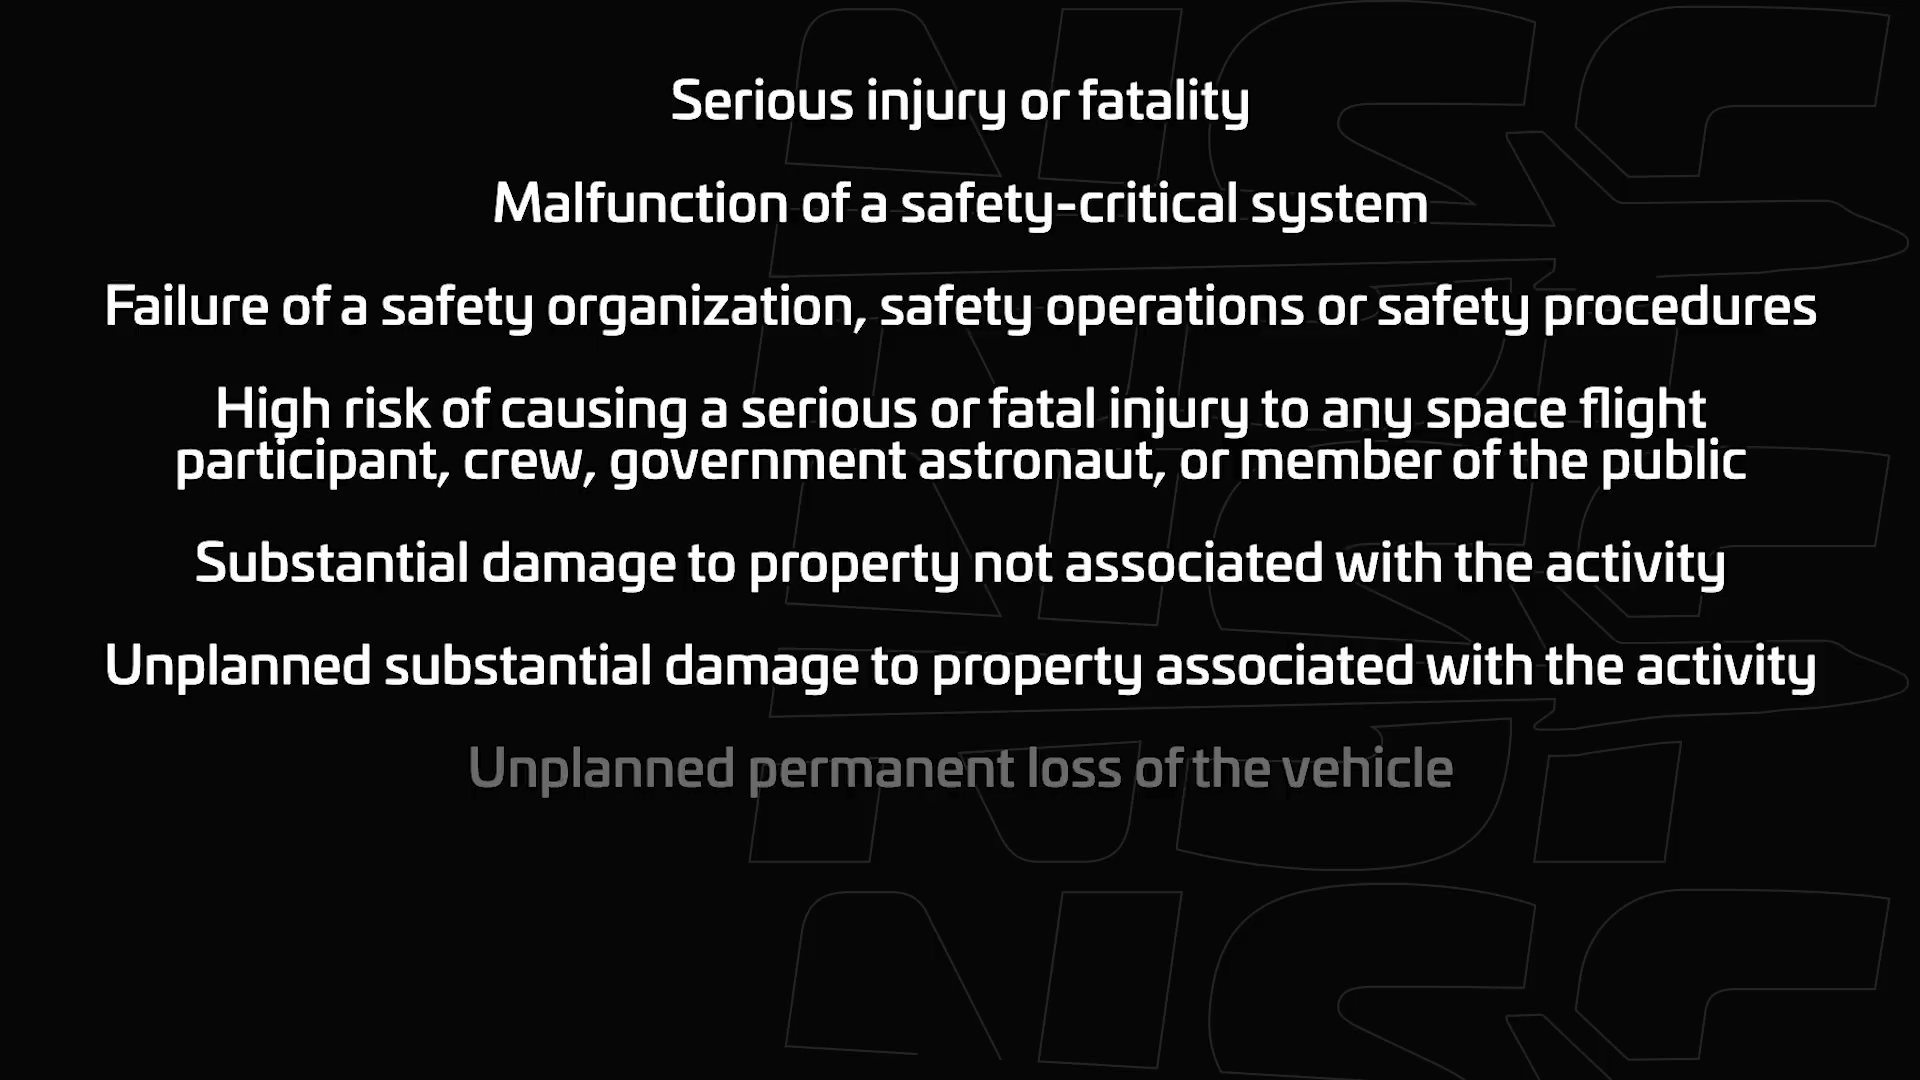 Serious injury or fatality
Malfunction of a safety-critical system
Failure of a safety organization, safety operations or safety procedures
High risk of causing a serious or fatal injury to any space flight
participant, crew, government astronaut, or member of the public
Substantial damage to property not associated with the activity
Unplanned substantial damage to property associated with the activity
Unplanned permanent loss of the vehicle